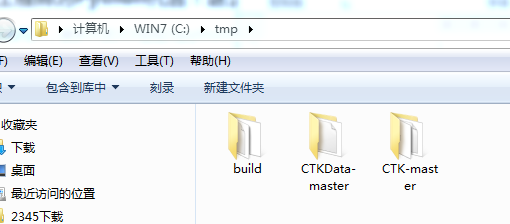 计算机 ▸ WIN7 (C:) ▸ tmp ▸
F) 编辑(E) 查看(V) 工具(T) 帮助(H)
包含到库中 刻录 新建文件夹
收藏夹
下载
桌面
最近访问的位置
2345下载
build
CTKData-
master
CTK-mast
er